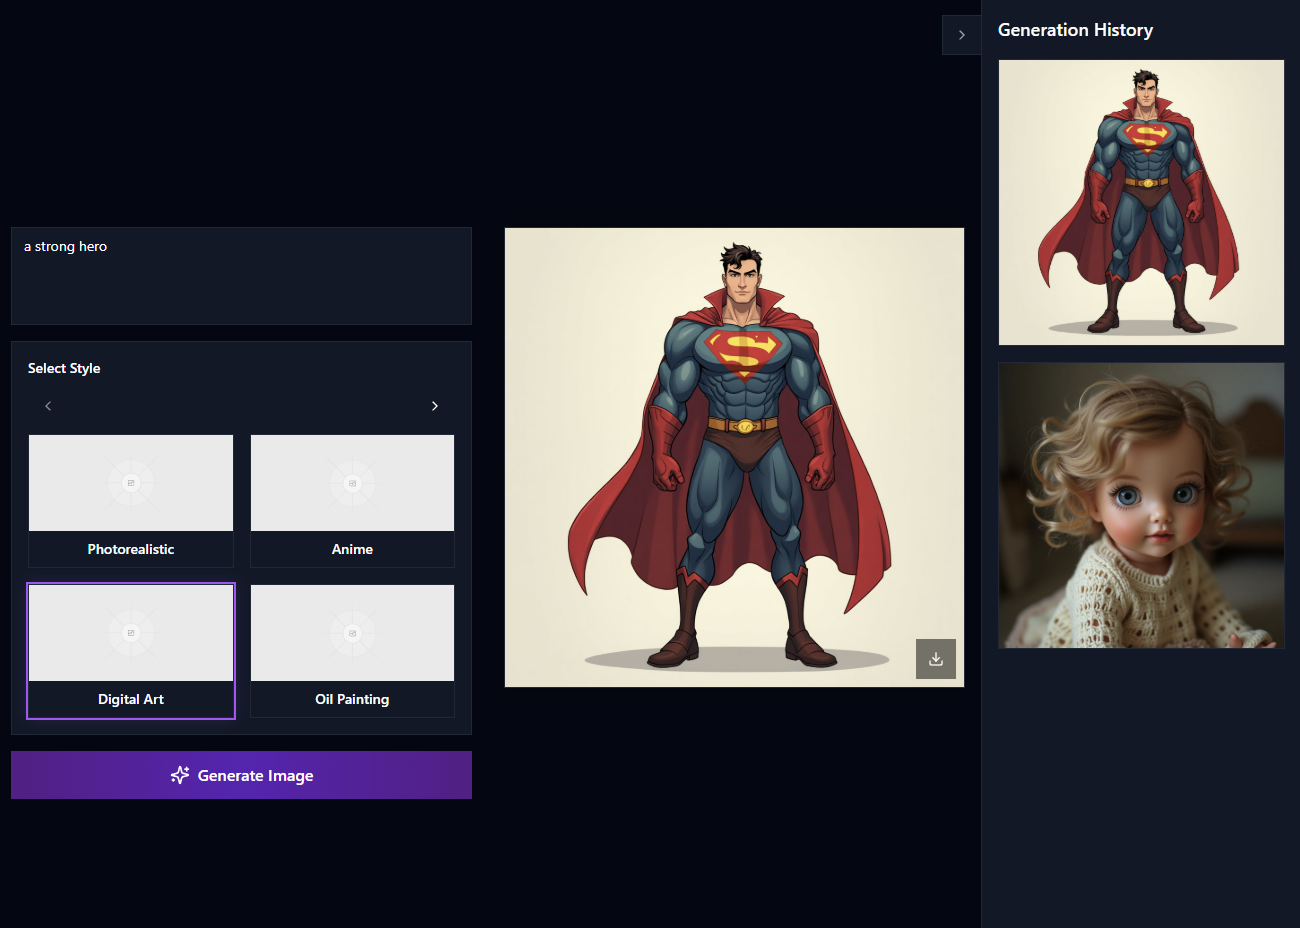 Generation History
a strong hero
Select Style
Photorealistic
Anime
Digital Art
Oil Painting
Generate Image